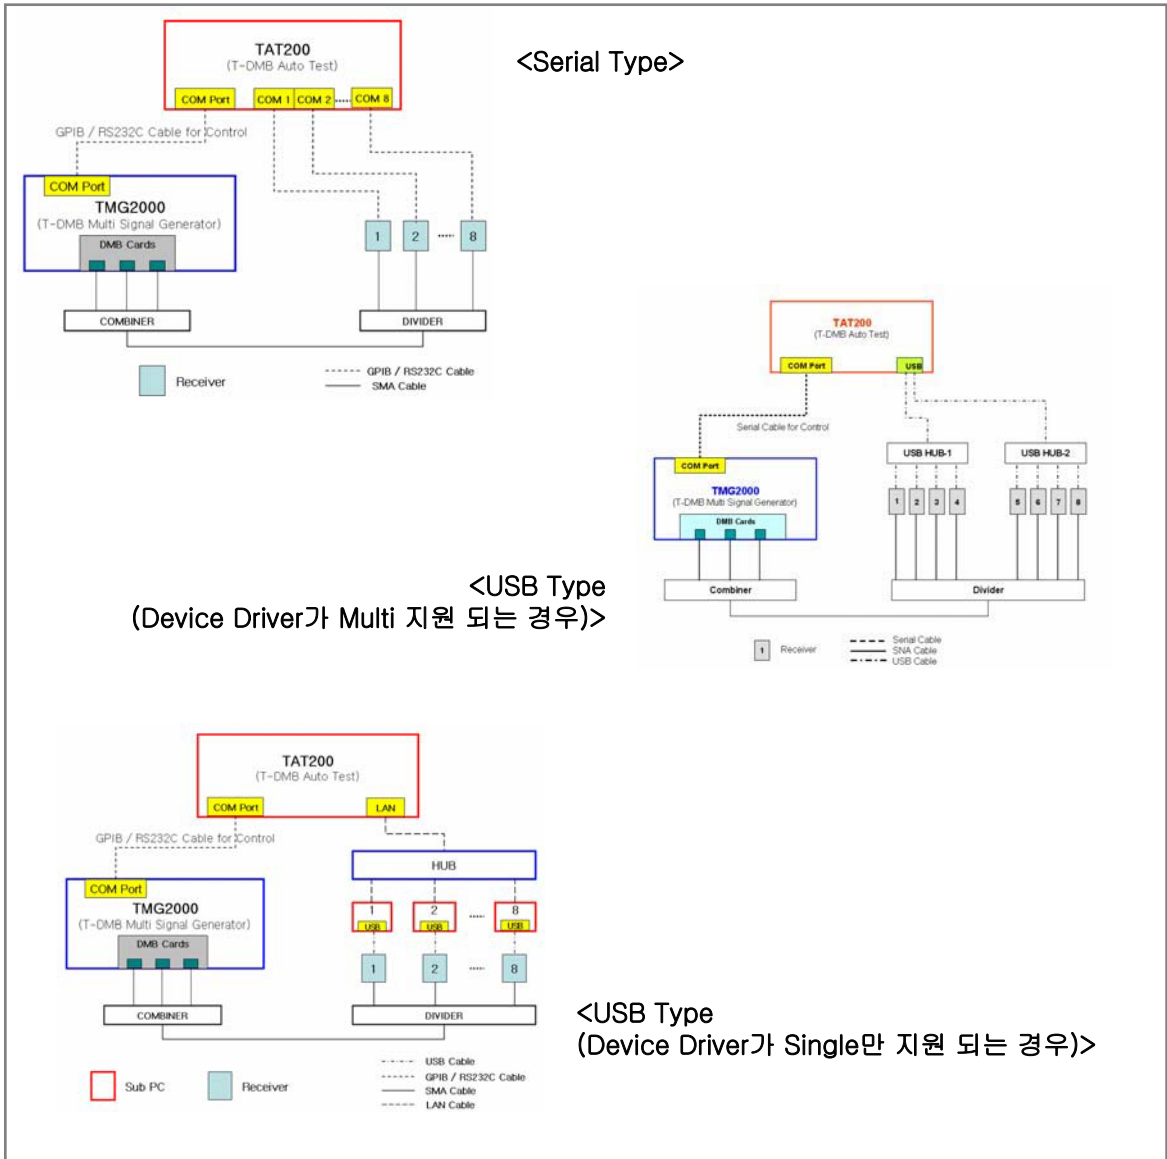 <Serial Type>
TAT200
(T-DMB Auto Test)
COM Port COM 1 COM 2 ..... COM 8
GPIB / RS232C Cable for Control
COM Port
TMG2000
(T-DMB Multi Signal Generator)
DMB Cards
1 2 ..... 8
COMBINER DIVIDER
Receiver
GPIB / RS232C Cable
SMA Cable
TAT200
(T-DMB Auto Test)
COM Port USB
Serial Cable for Control
USB HUB-1 USB HUB-2
COM Port
TMG2000
(T-DMB Multi Signal Generator)
DMB Cards
1 2 3 4 5 6 7 8
Combiner Divider
1 Receiver
Serial Cable
SNA Cable
USB Cable
<USB Type
(Device Driver가 Multi 지원 되는 경우)>
TAT200
(T-DMB Auto Test)
COM Port LAN
GPIB / RS232C Cable for Control
HUB
COM Port
TMG2000
(T-DMB Multi Signal Generator)
DMB Cards
1 2 ..... 8
USB USB USB
1 2 ..... 8
COMBINER DIVIDER
Sub PC Receiver
USB Cable
GPIB / RS232C Cable
SMA Cable
LAN Cable
<USB Type
(Device Driver가 Single만 지원 되는 경우)>